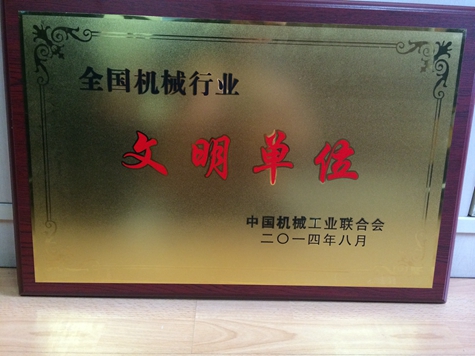 全国机械行业
文明单位
中国机械工业联合会
二〇一四年八月